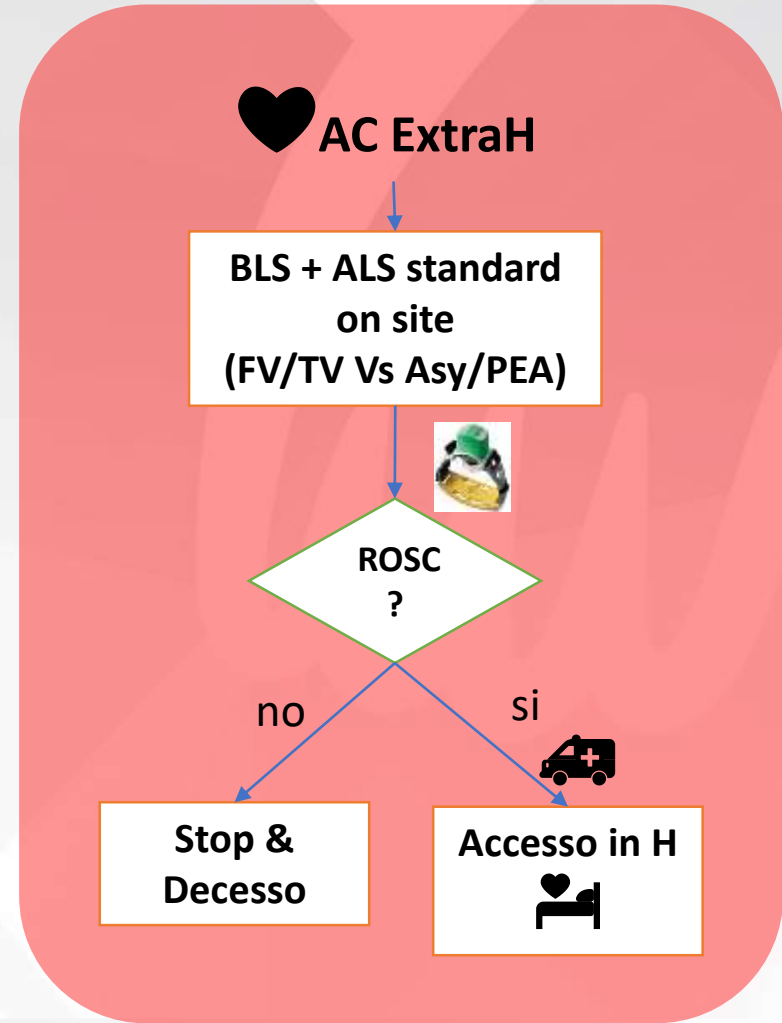 AC ExtraH
BLS + ALS standard
on site
(FV/TV Vs Asy/PEA)
ROSC
?
no
si
Stop &
Decesso
Accesso in H